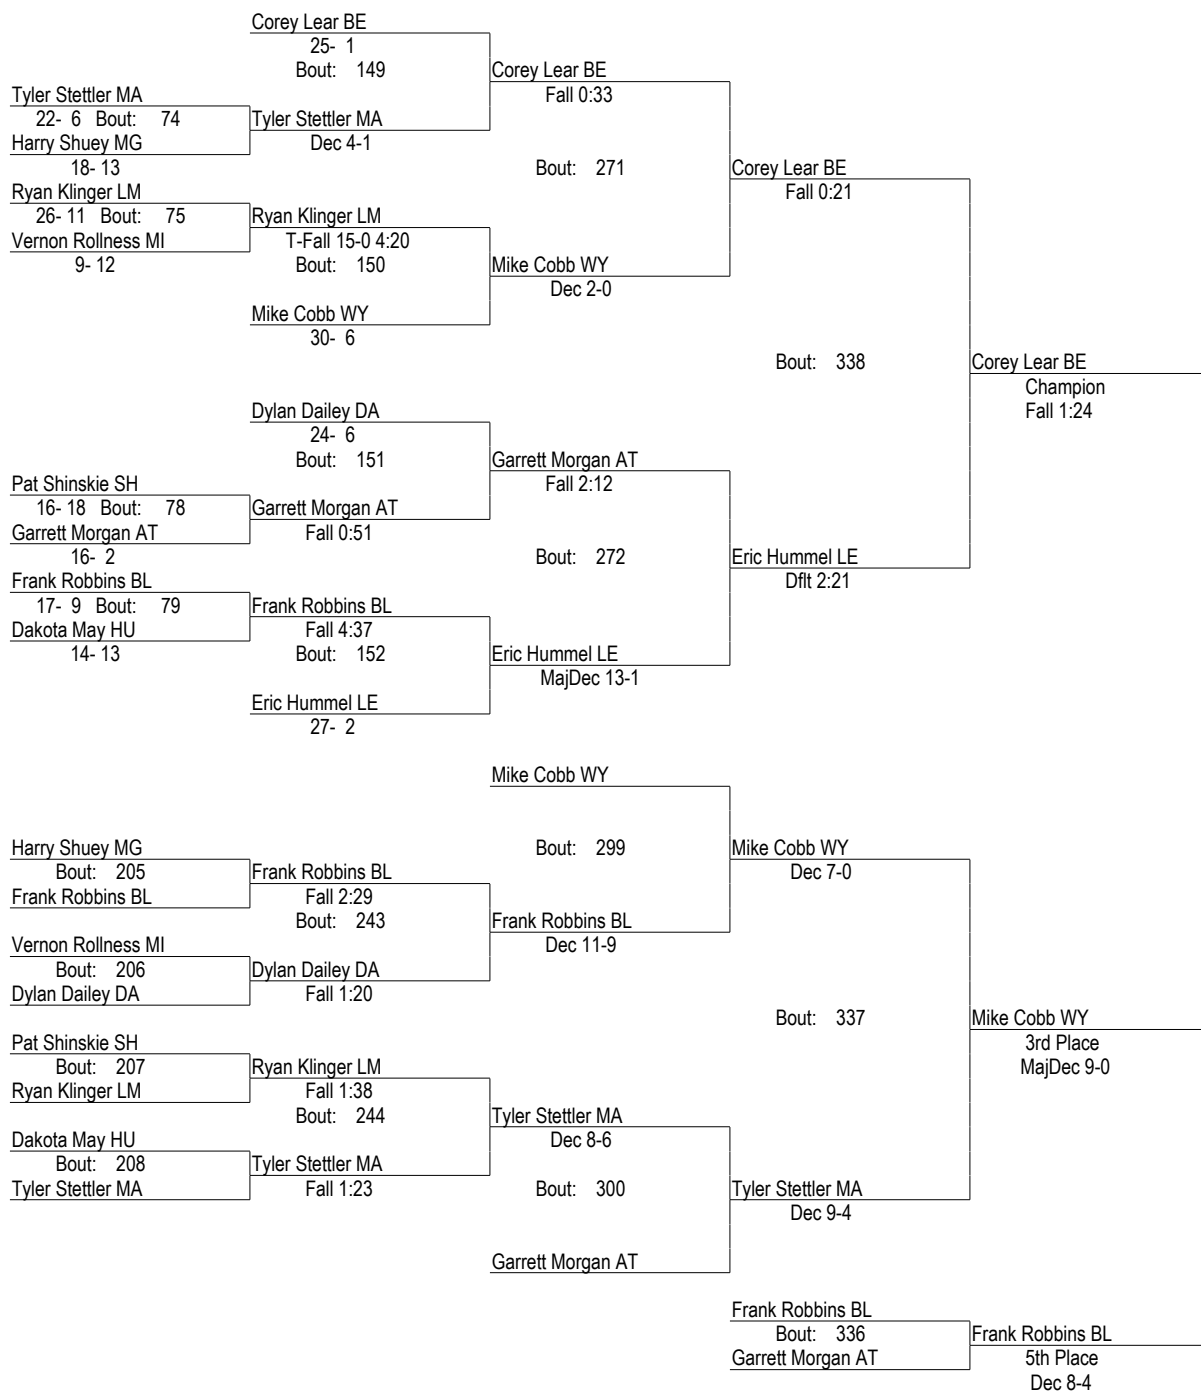 Corey Lear BE
25- 1
Bout: 149
Corey Lear BE
Fall 0:33
Tyler Stettler MA
22- 6 Bout: 74
Tyler Stettler MA
Dec 4-1
Harry Shuey MG
18- 13
Bout: 271
Corey Lear BE
Fall 0:21
Ryan Klinger LM
26- 11 Bout: 75
Ryan Klinger LM
T-Fall 15-0 4:20
Vernon Rollness MI
9- 12
Bout: 150
Mike Cobb WY
Dec 2-0
Mike Cobb WY
30- 6
Bout: 338
Corey Lear BE
Champion
Fall 1:24
Dylan Dailey DA
24- 6
Bout: 151
Garrett Morgan AT
Fall 2:12
Pat Shinskie SH
16- 18 Bout: 78
Garrett Morgan AT
Fall 0:51
Garrett Morgan AT
16- 2
Bout: 272
Eric Hummel LE
Dflt 2:21
Frank Robbins BL
17- 9 Bout: 79
Frank Robbins BL
Fall 4:37
Dakota May HU
14- 13
Bout: 152
Eric Hummel LE
MajDec 13-1
Eric Hummel LE
27- 2
Mike Cobb WY
Bout: 299
Mike Cobb WY
Dec 7-0
Harry Shuey MG
Bout: 205
Frank Robbins BL
Frank Robbins BL
Fall 2:29
Bout: 243
Frank Robbins BL
Dec 11-9
Vernon Rollness MI
Bout: 206
Dylan Dailey DA
Dylan Dailey DA
Fall 1:20
Bout: 337
Mike Cobb WY
3rd Place
MajDec 9-0
Pat Shinskie SH
Bout: 207
Ryan Klinger LM
Ryan Klinger LM
Fall 1:38
Bout: 244
Tyler Stettler MA
Dec 8-6
Dakota May HU
Bout: 208
Tyler Stettler MA
Tyler Stettler MA
Fall 1:23
Bout: 300
Tyler Stettler MA
Dec 9-4
Garrett Morgan AT
Frank Robbins BL
Bout: 336
Garrett Morgan AT
Frank Robbins BL
5th Place
Dec 8-4